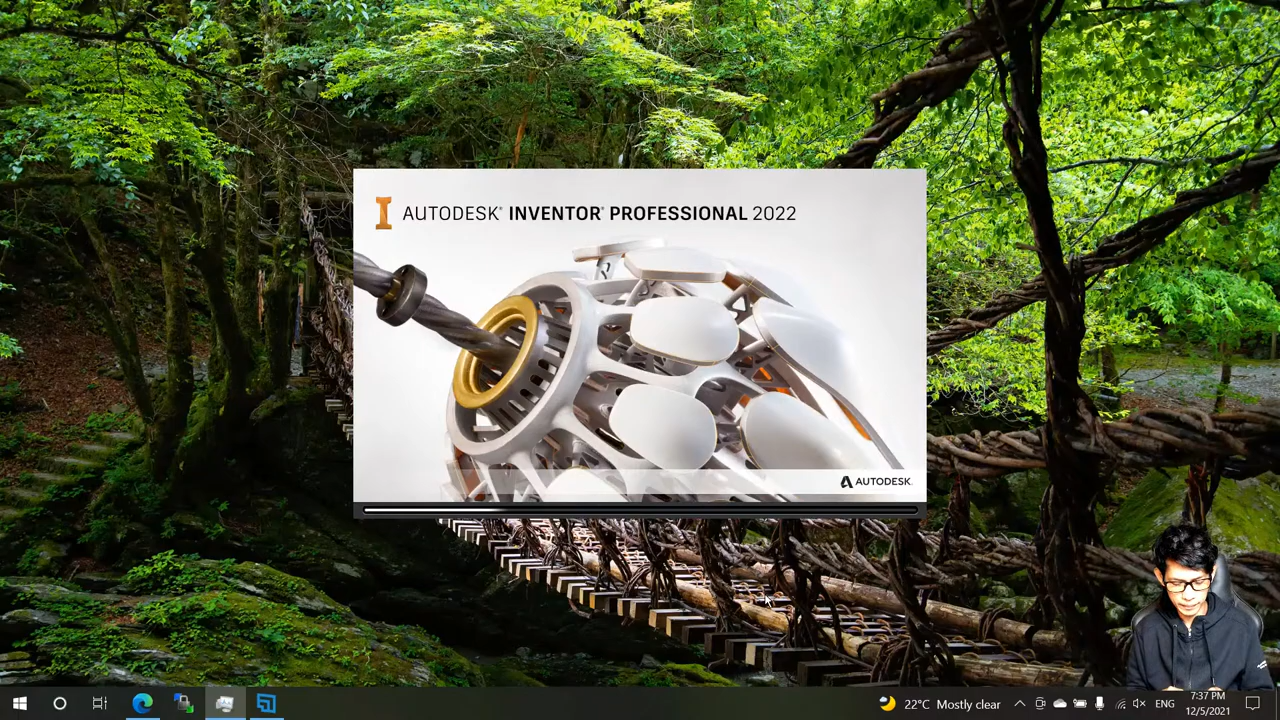 AUTODESK® INVENTOR® PROFESSIONAL 2022
AUTODESK.
22°C Mostly clear
ENG
7:37 PM
12/5/2021